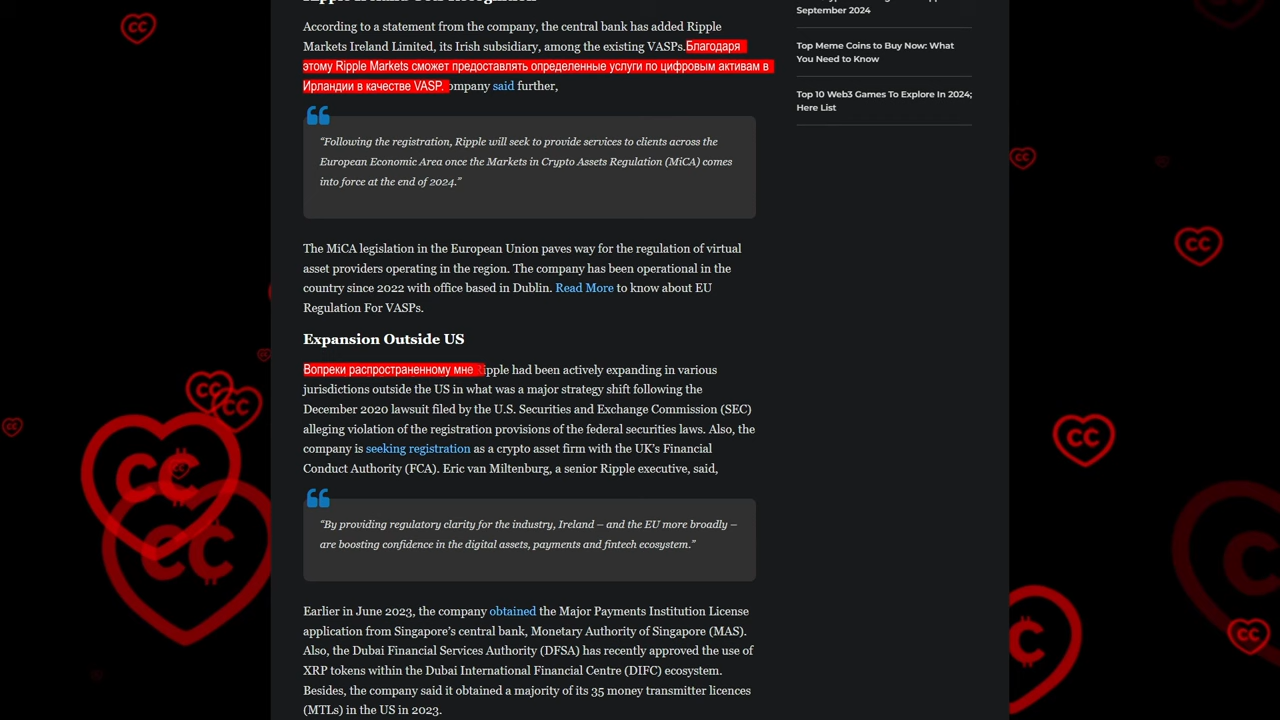 According to a statement from the company, the central bank has added Ripple
Markets Ireland Limited, its Irish subsidiary, among the existing VASPs. Благодаря
этому Ripple Markets сможет предоставлять определенные услуги по цифровым активам в
Ирландии в качестве VASP. ompany said further,
“Following the registration, Ripple will seek to provide services to clients across the
European Economic Area once the Markets in Crypto Assets Regulation (MiCA) comes
into force at the end of 2024.”
The MiCA legislation in the European Union paves way for the regulation of virtual
asset providers operating in the region. The company has been operational in the
country since 2022 with office based in Dublin. Read More to know about EU
Regulation For VASPs.
Expansion Outside US
Вопреки распространенному мне ipple had been actively expanding in various
jurisdictions outside the US in what was a major strategy shift following the
December 2020 lawsuit filed by the U.S. Securities and Exchange Commission (SEC)
alleging violation of the registration provisions of the federal securities laws. Also, the
company is seeking registration as a crypto asset firm with the UK’s Financial
Conduct Authority (FCA). Eric van Miltenburg, a senior Ripple executive, said,
“By providing regulatory clarity for the industry, Ireland – and the EU more broadly –
are boosting confidence in the digital assets, payments and fintech ecosystem.”
Earlier in June 2023, the company obtained the Major Payments Institution License
application from Singapore’s central bank, Monetary Authority of Singapore (MAS).
Also, the Dubai Financial Services Authority (DFSA) has recently approved the use of
XRP tokens within the Dubai International Financial Centre (DIFC) ecosystem.
Besides, the company said it obtained a majority of its 35 money transmitter licences
(MTLs) in the US in 2023.
September 2024
Top Meme Coins to Buy Now: What
You Need to Know
Top 10 Web3 Games To Explore In 2024;
Here List